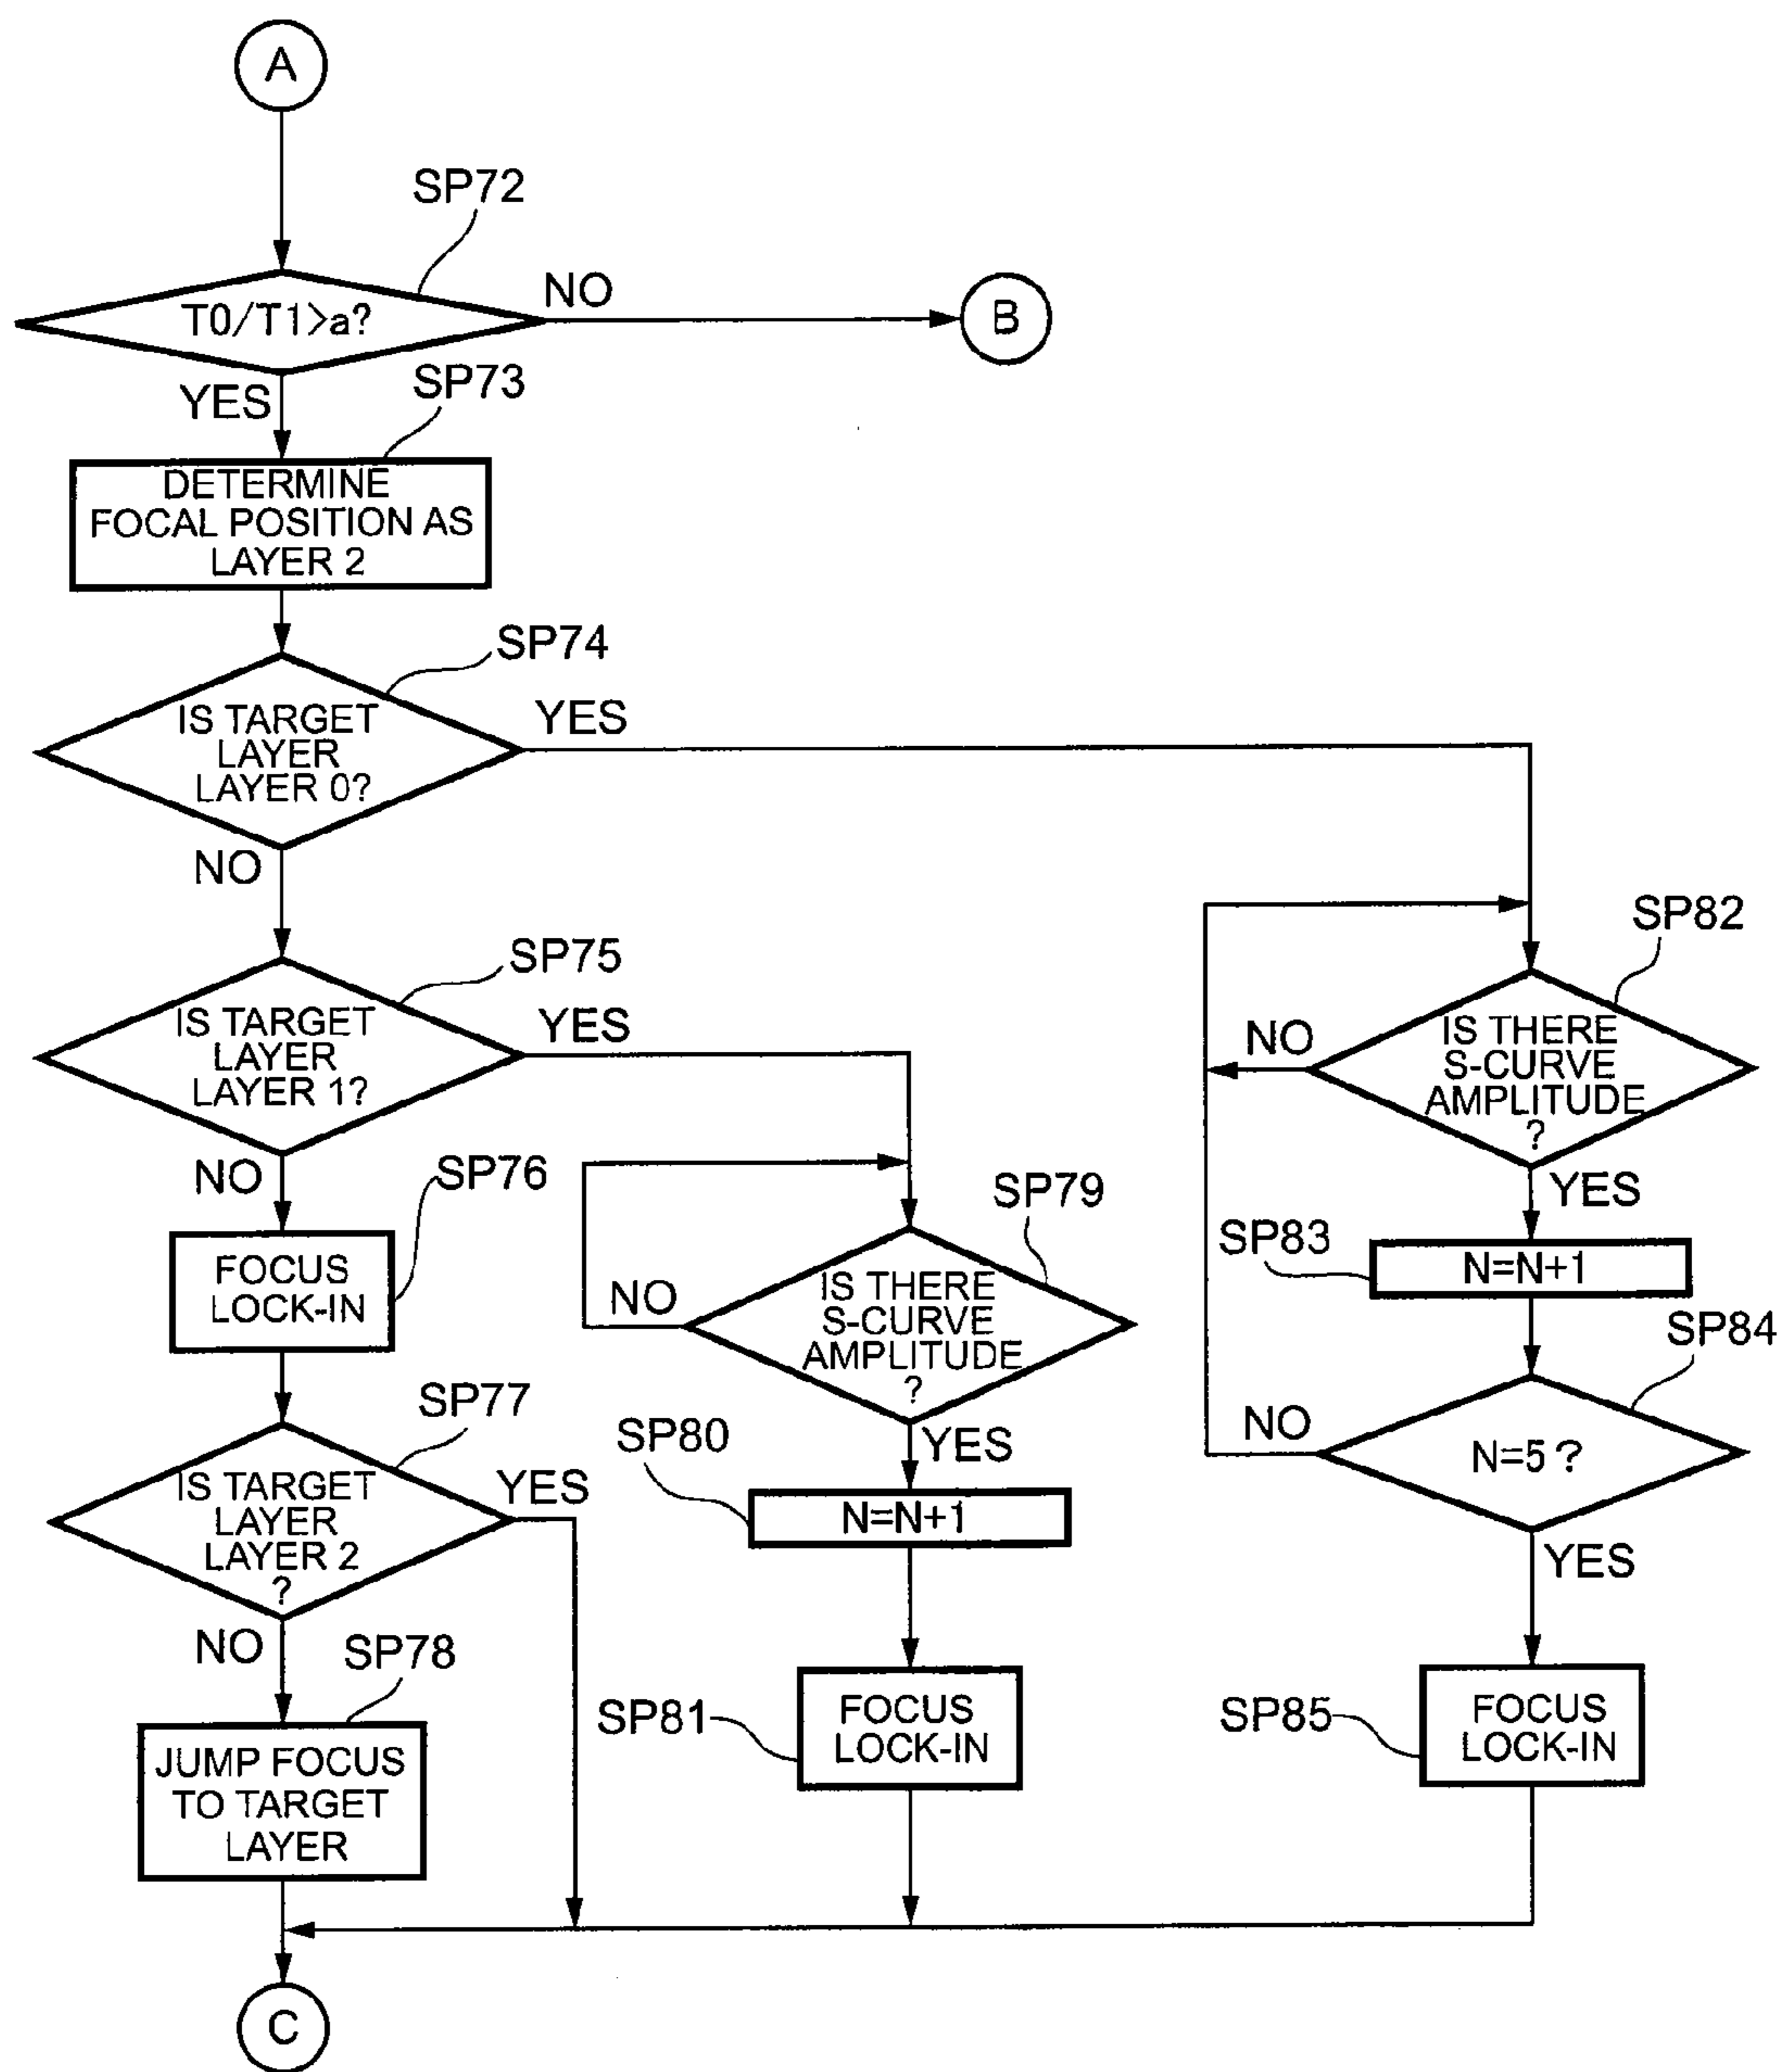 A
SP72
T0/T1>a?
NO
B
YES
SP73
DETERMINE
FOCAL POSITION AS
LAYER 2
SP74
IS TARGET
LAYER
LAYER 0?
YES
NO
SP75
IS TARGET
LAYER
LAYER 1?
YES
NO
SP76
FOCUS
LOCK-IN
SP77
IS TARGET
LAYER
LAYER 2
?
YES
NO
SP78
JUMP FOCUS
TO TARGET
LAYER
SP79
IS THERE
S-CURVE
AMPLITUDE
?
NO
YES
SP80
N=N+1
SP81
FOCUS
LOCK-IN
SP82
IS THERE
S-CURVE
AMPLITUDE
?
NO
YES
SP83
N=N+1
SP84
N=5?
NO
YES
SP85
FOCUS
LOCK-IN
C